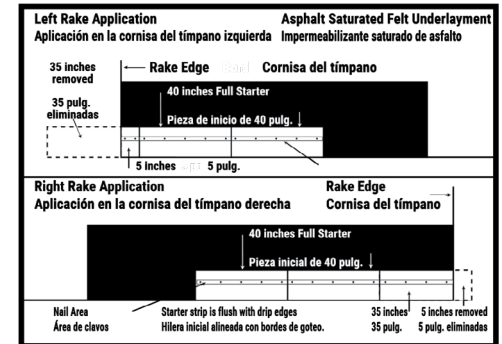 Left Rake Application
Asphalt Saturated Felt Underlayment
Aplicación en la cornisa del tímpano izquierda
Impermeabilizante saturado de asfalto
35 inches
removed
35 pulg.
eliminadas
Rake Edge
Cornisa del tímpano
40 inches Full Starter
Pieza de inicio de 40 pulg.
5 inches
5 pulg.
Right Rake Application
Rake Edge
Aplicación en la cornisa del tímpano derecha
Cornisa del tímpano
40 inches Full Starter
Pieza inicial de 40 pulg.
Nail Area
Starter strip is flush with drip edges
35 inches
5 inches removed
Área de clavos
Hilera inicial alineada con bordes de goteo.
35 pulg.
5 pulg. eliminadas